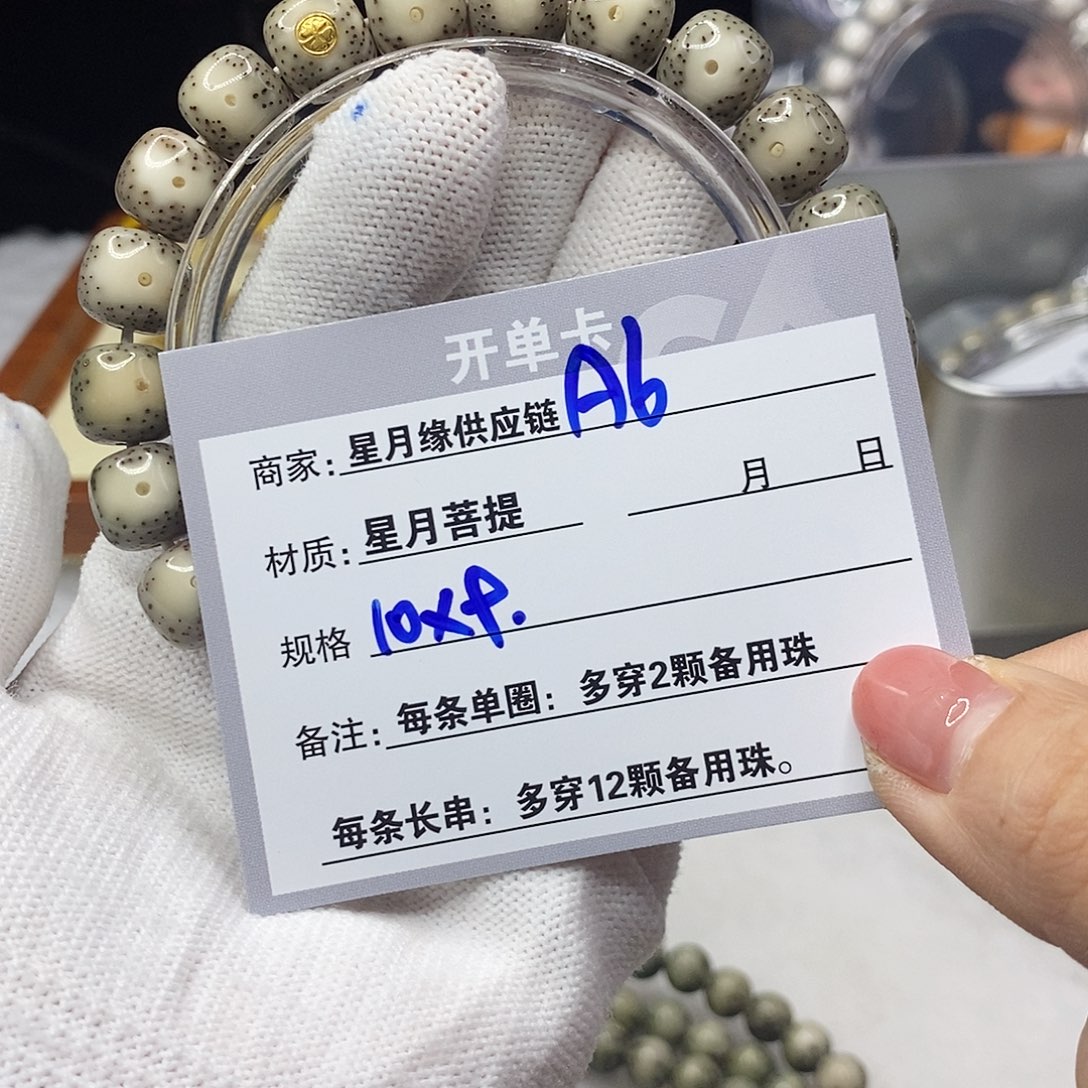 开单卡
商家：星月缘供应链 A6
材质：星月菩提 月 日
规格 10x9.
备注：每条单圈：多穿2颗备用珠
每条长串：多穿12颗备用珠。